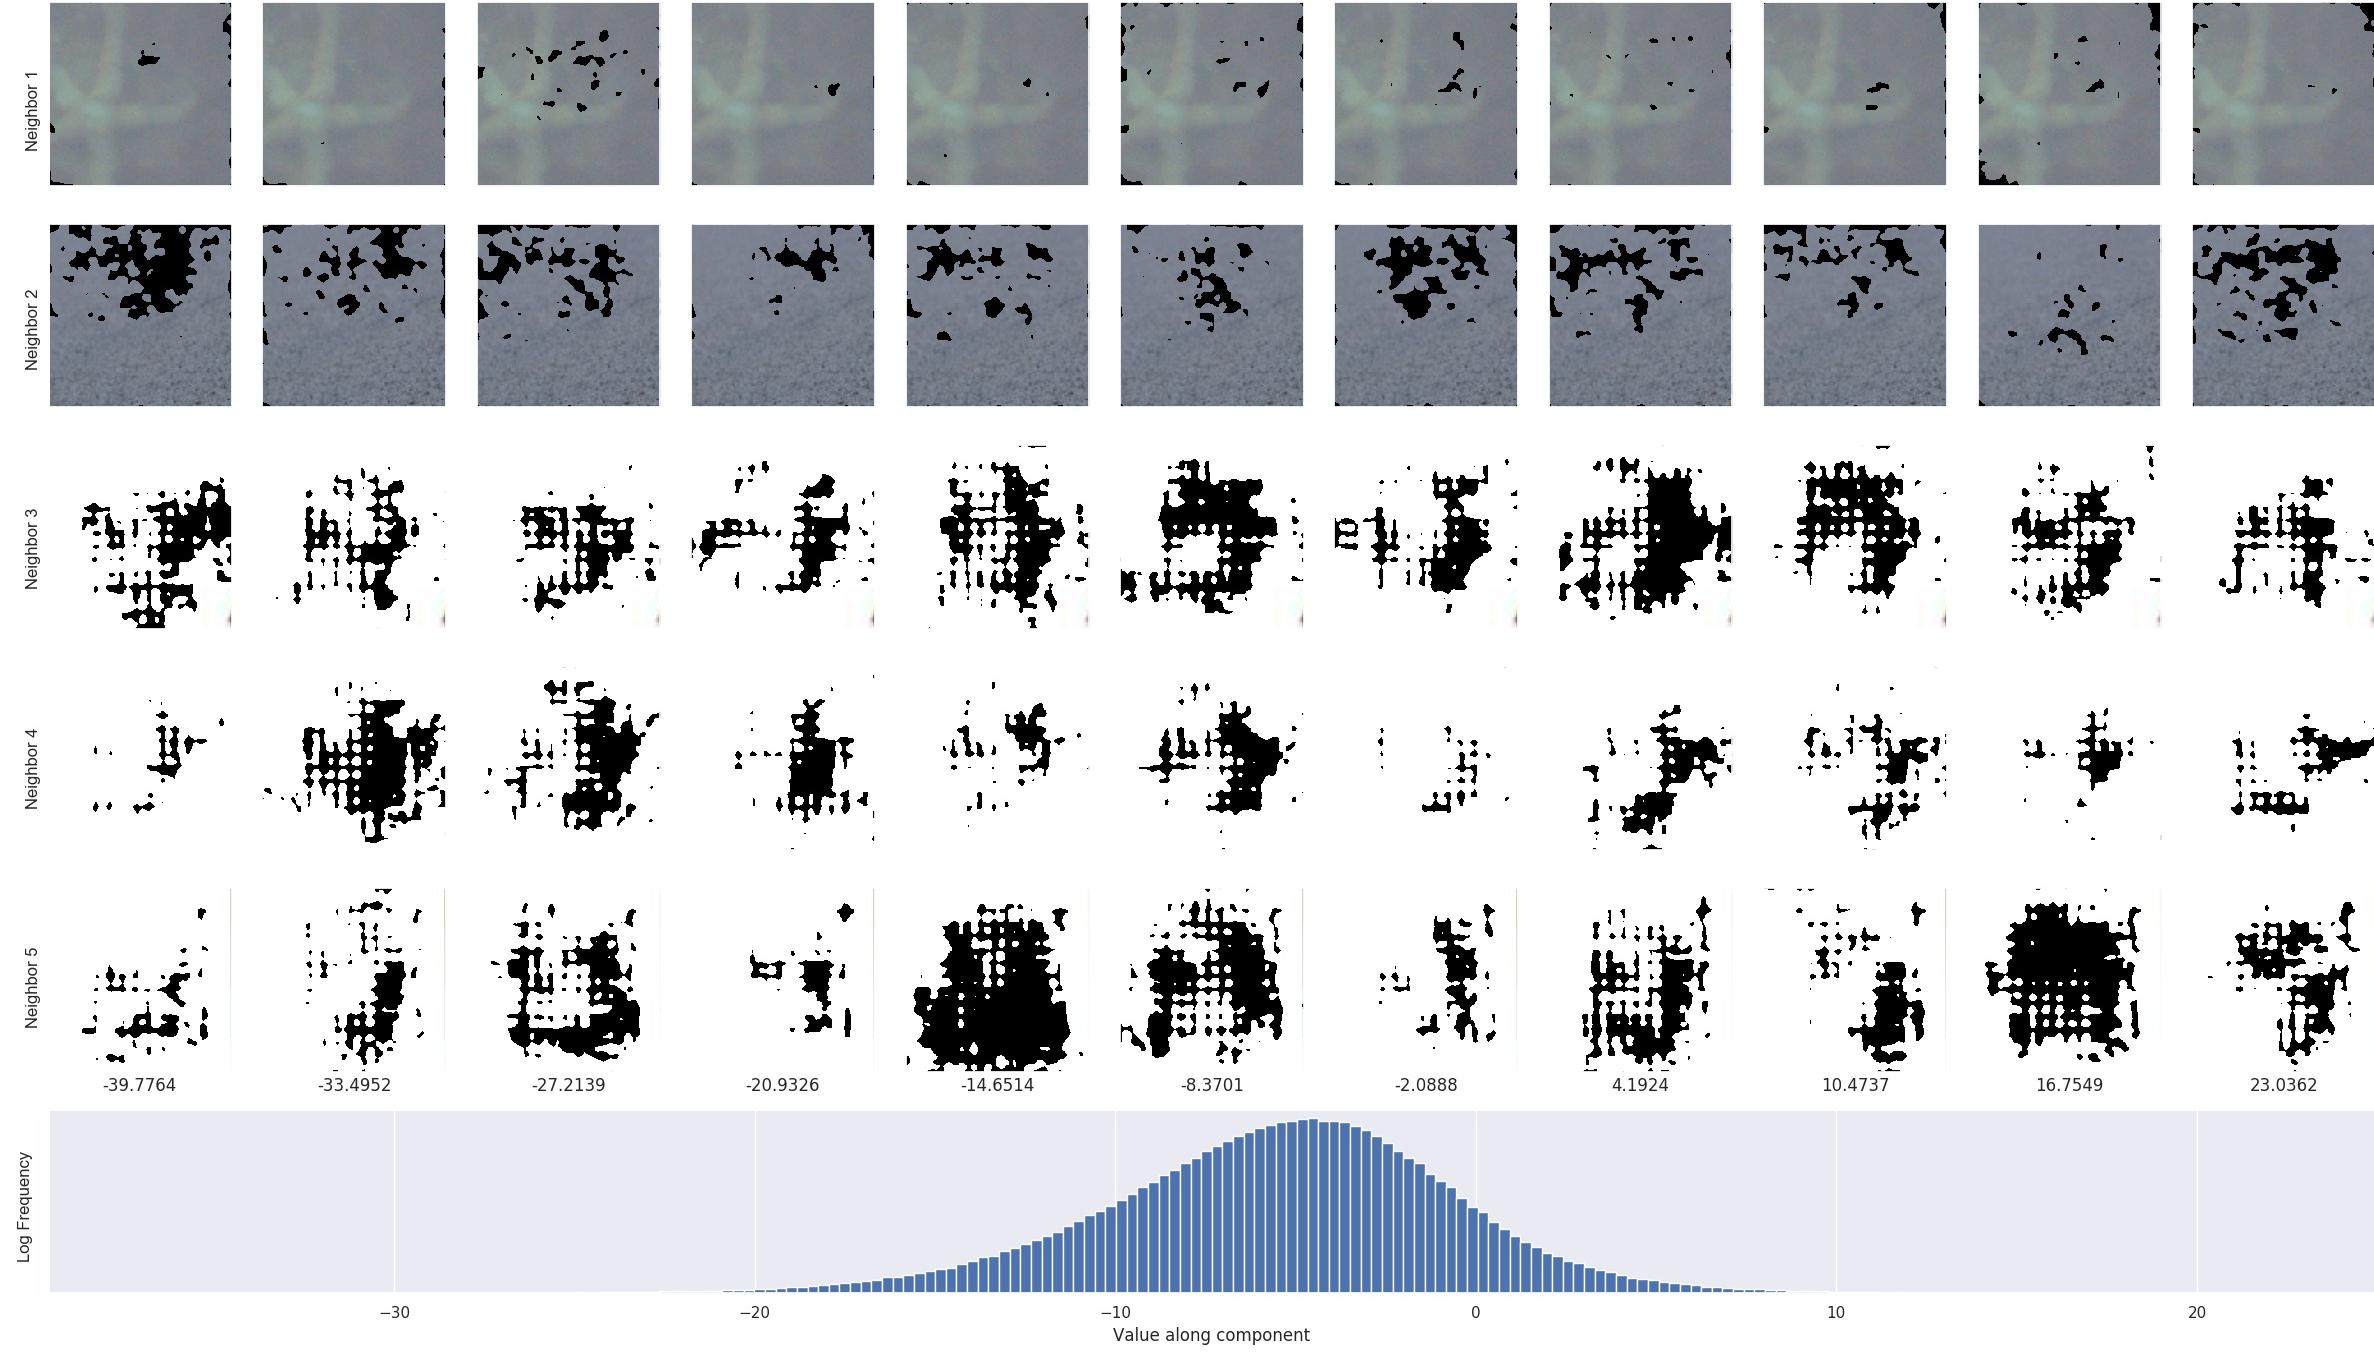 Neighbor 1
Neighbor 2
Neighbor 3
Neighbor 4
Neighbor 5
-39.7764 -33.4952 -27.2139 -20.9326 -14.6514 -8.3701 -2.0888 4.1924 10.4737 16.7549 23.0362
Log Frequency
−30 −20 −10 0 10 20
Value along component